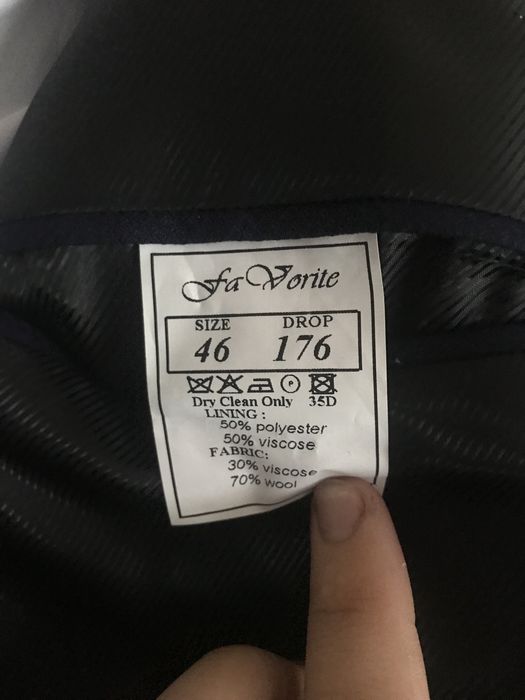 FaVorite
SIZE DROP
46 176
Dry Clean Only 35D
LINING :
50% polyester
50% viscose
FABRIC:
30% viscose
70% wool